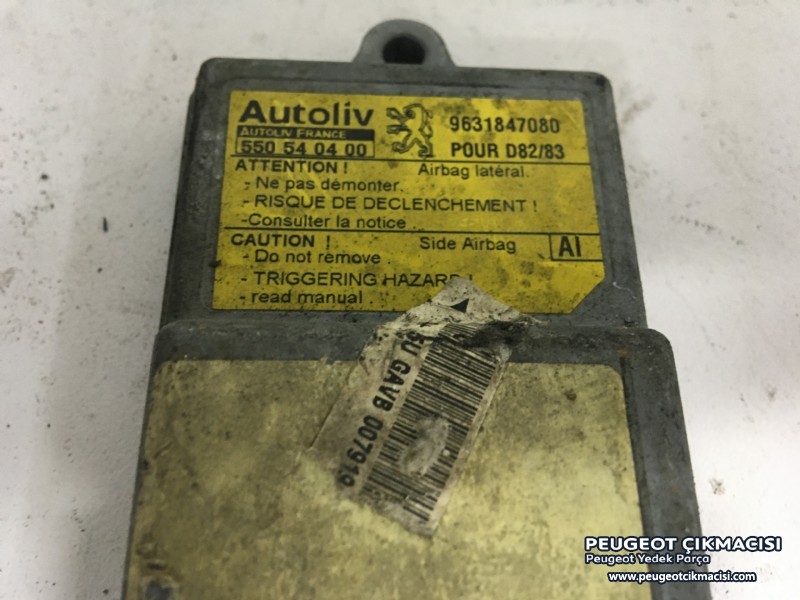 Autoliv
AUTOLIV FRANCE
550 54 04 00
9631847080
POUR D82/83
ATTENTION ! Airbag latéral.
- Ne pas démonter.
- RISQUE DE DECLENCHEMENT !
-Consulter la notice .
CAUTION ! Side Airbag AI
- Do not remove .
- TRIGGERING HAZARD !
- read manual .
GAVB 007919
PEUGEOT ÇIKMACISI
Peugeot Yedek Parça
www.peugeotcikmacisi.com